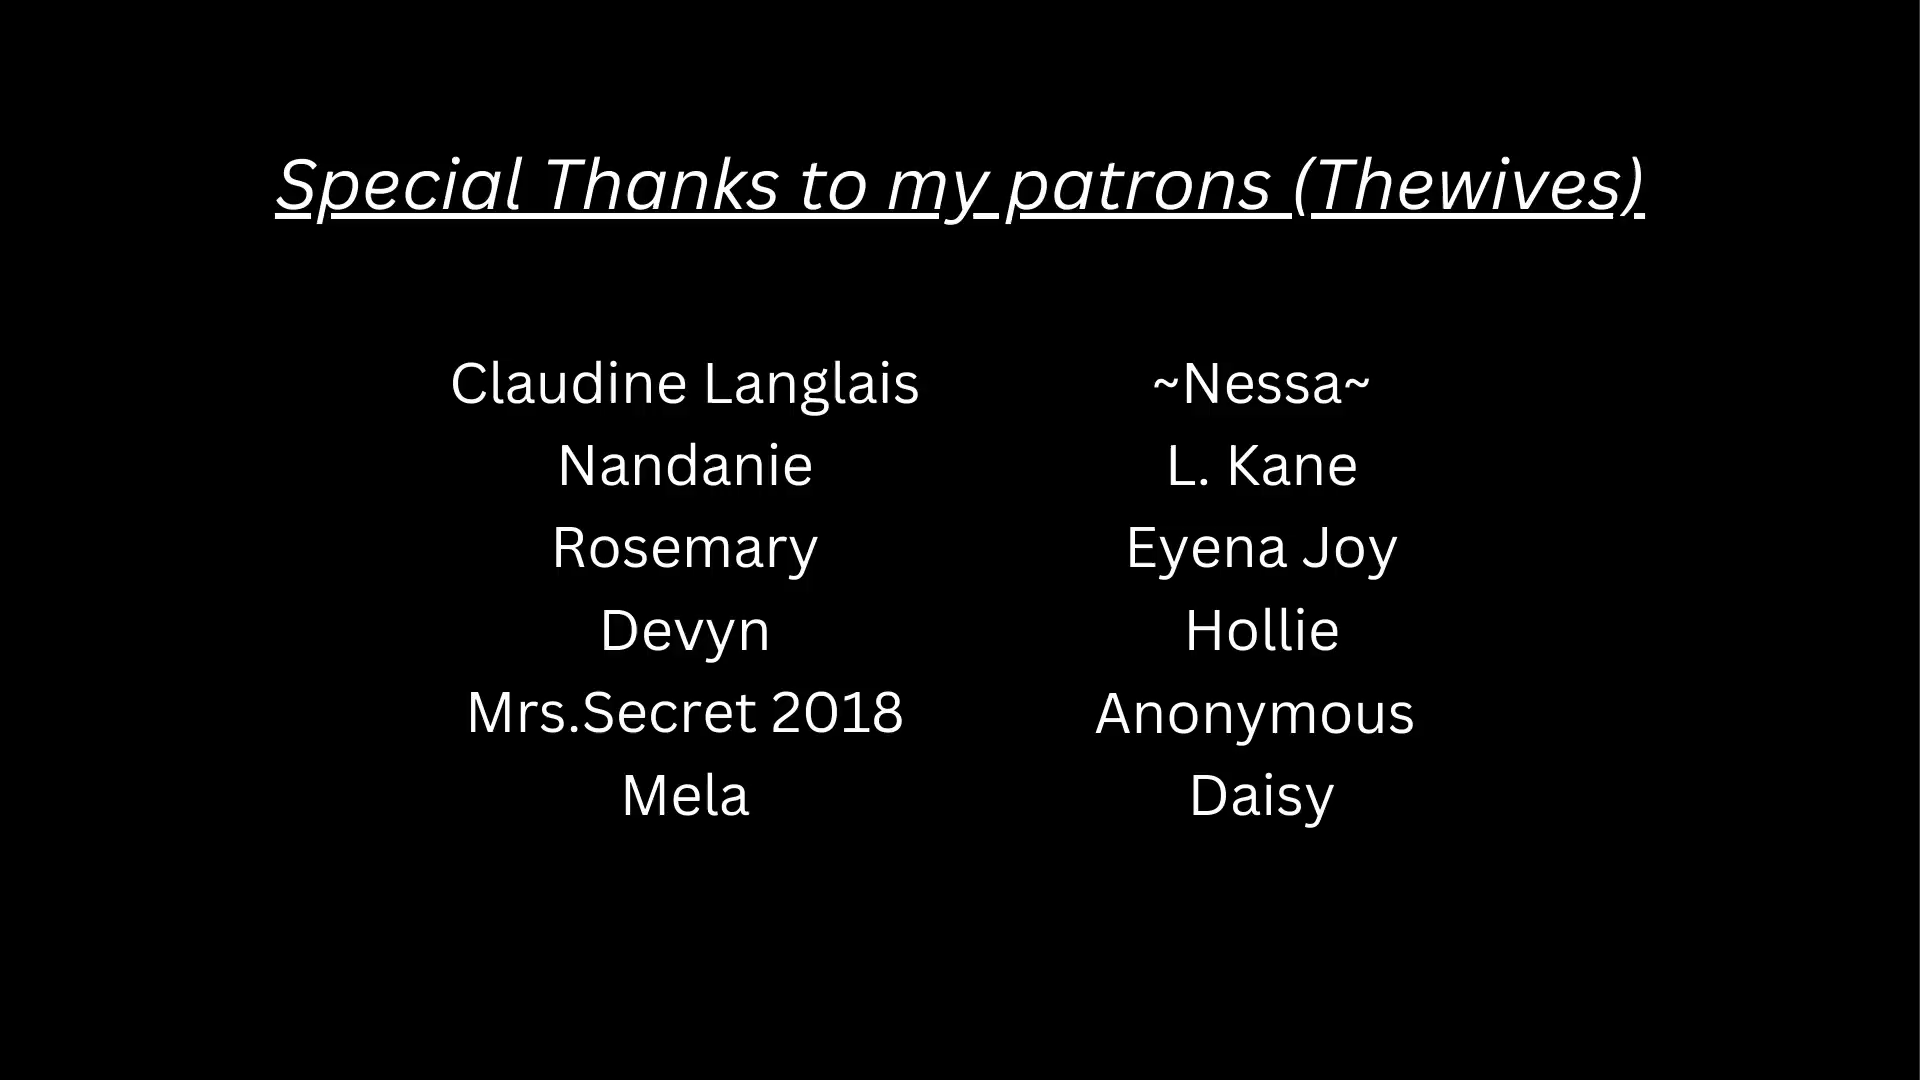 Special Thanks to my patrons (Thewives)
Claudine Langlais
Nandanie
Rosemary
Devyn
Mrs.Secret 2018
Mela
~Nessa~
L. Kane
Eyena Joy
Hollie
Anonymous
Daisy